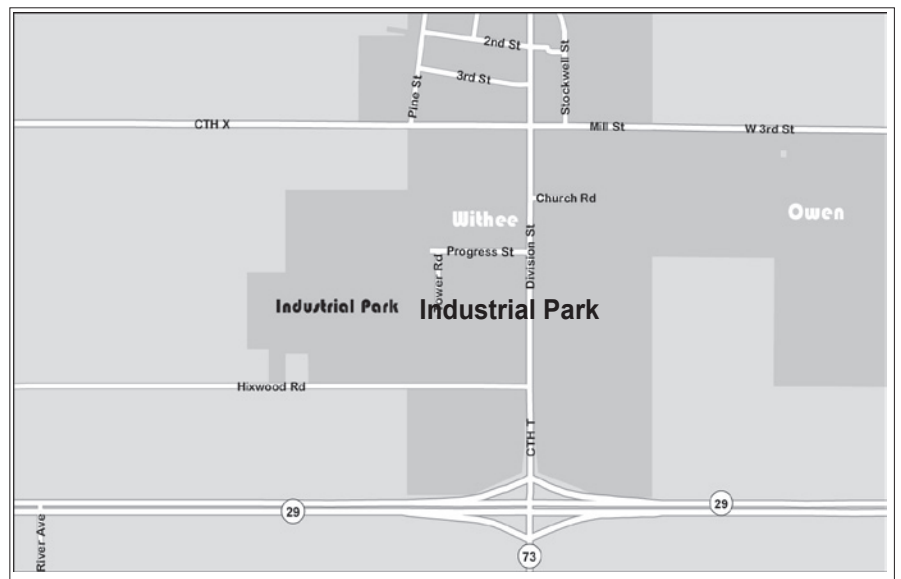 2nd St
Stockwell St
3rd St
Pine St
CTH X
Mill St
W 3rd St
Church Rd
Withee
Owen
Progress St
Division St
ower Rd
Industrial Park
Industrial Park
Hixwood Rd
CTH T
29
29
River Ave
73